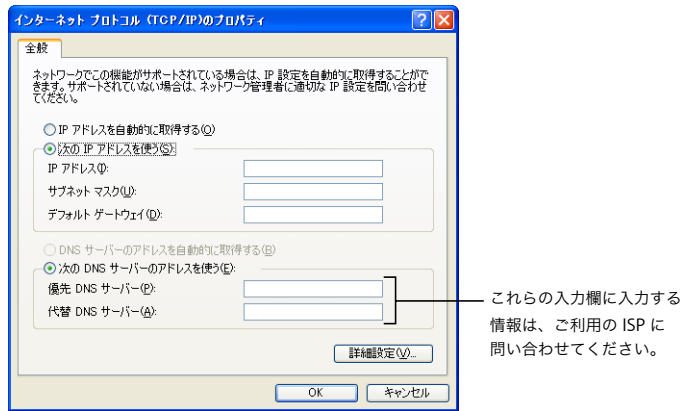 インターネット プロトコル (TCP/IP)のプロパティ
全般
ネットワークでこの機能がサポートされている場合は、IP 設定を自動的に取得することがで
きます。サポートされていない場合は、ネットワーク管理者に適切な IP 設定を問い合わせ
てください。
IP アドレスを自動的に取得する(O)
次の IP アドレスを使う(S):
IP アドレス(I):
サブネット マスク(U):
デフォルト ゲートウェイ(D):
DNS サーバーのアドレスを自動的に取得する(B)
次の DNS サーバーのアドレスを使う(E):
優先 DNS サーバー(P):
代替 DNS サーバー(A):
詳細設定(V)...
OK
キャンセル
これらの入力欄に入力する
情報は、ご利用の ISP に
問い合わせてください。